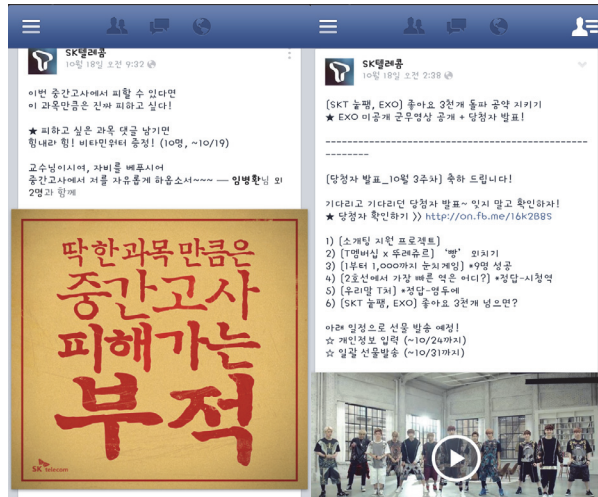 SK텔레콤
10월 18일 오전 9:32
이번 중간고사에서 피할 수 있다면
이 과목만큼은 진짜 피하고 싶다!
★ 피하고 싶은 과목 댓글 남기면
힘내라 힘! 비타민워터 증정! (10명, ~10/19)
교수님이시여, 자비를 베푸시어
중간고사에서 저를 자유롭게 하옵소서~~~ — 임병환님 외
2명과 함께
딱 한 과목 만큼은
중간고사
피해가는
부적
SK telecom
SK텔레콤
10월 18일 오전 2:38
[SKT 눝팸, EXO] 좋아요 3천개 돌파 공약 지키기
★ EXO 미공개 군무영상 공개 + 당첨자 발표!
------------------------------------------------
--------
[당첨자 발표_10월 3주차] 축하 드립니다!
기다리고 기다리던 당첨자 발표~ 잊지 말고 확인하자!
★ 당첨자 확인하기 >> http://on.fb.me/16k2B8S
1) [소개팅 지원 프로젝트]
2) [T멤버십 x 뚜레쥬르] '빵' 외치기
3) [1부터 1,000까지 눈치게임] *9명 성공
4) [2호선에서 가장 빠른 역은 어디?] *정답-시청역
5) [우리말 T처] *정답-영두에
6) [SKT 눝팸, EXO] 좋아요 3천개 넘으면?
아래 일정으로 선물 발송 예정!
☆ 개인정보 입력 (~10/24까지)
☆ 일괄 선물발송 (~10/31까지)